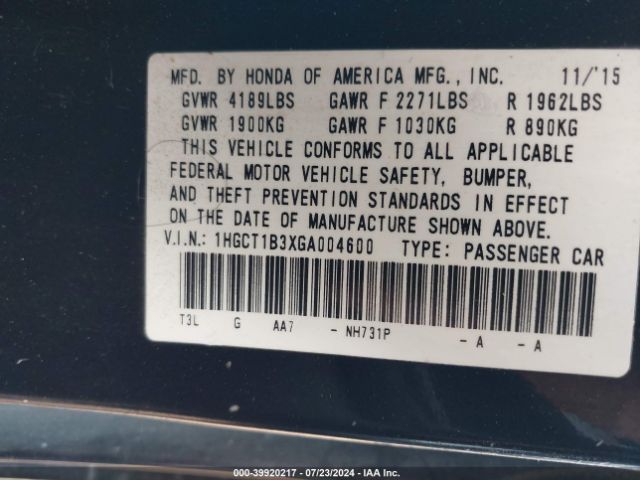 MFD. BY HONDA OF AMERICA MFG., INC. 11/'15
GVWR 4189LBS GAWR F 2271LBS R 1962LBS
GVWR 1900KG GAWR F 1030KG R 890KG
THIS VEHICLE CONFORMS TO ALL APPLICABLE
FEDERAL MOTOR VEHICLE SAFETY, BUMPER,
AND THEFT PREVENTION STANDARDS IN EFFECT
ON THE DATE OF MANUFACTURE SHOWN ABOVE.
V.I.N.: 1HGCT1B3XGA004600 TYPE: PASSENGER CAR
T3L G AA7 - NH731P - A - A
000-39920217 - 07/23/2024 - IAA Inc.